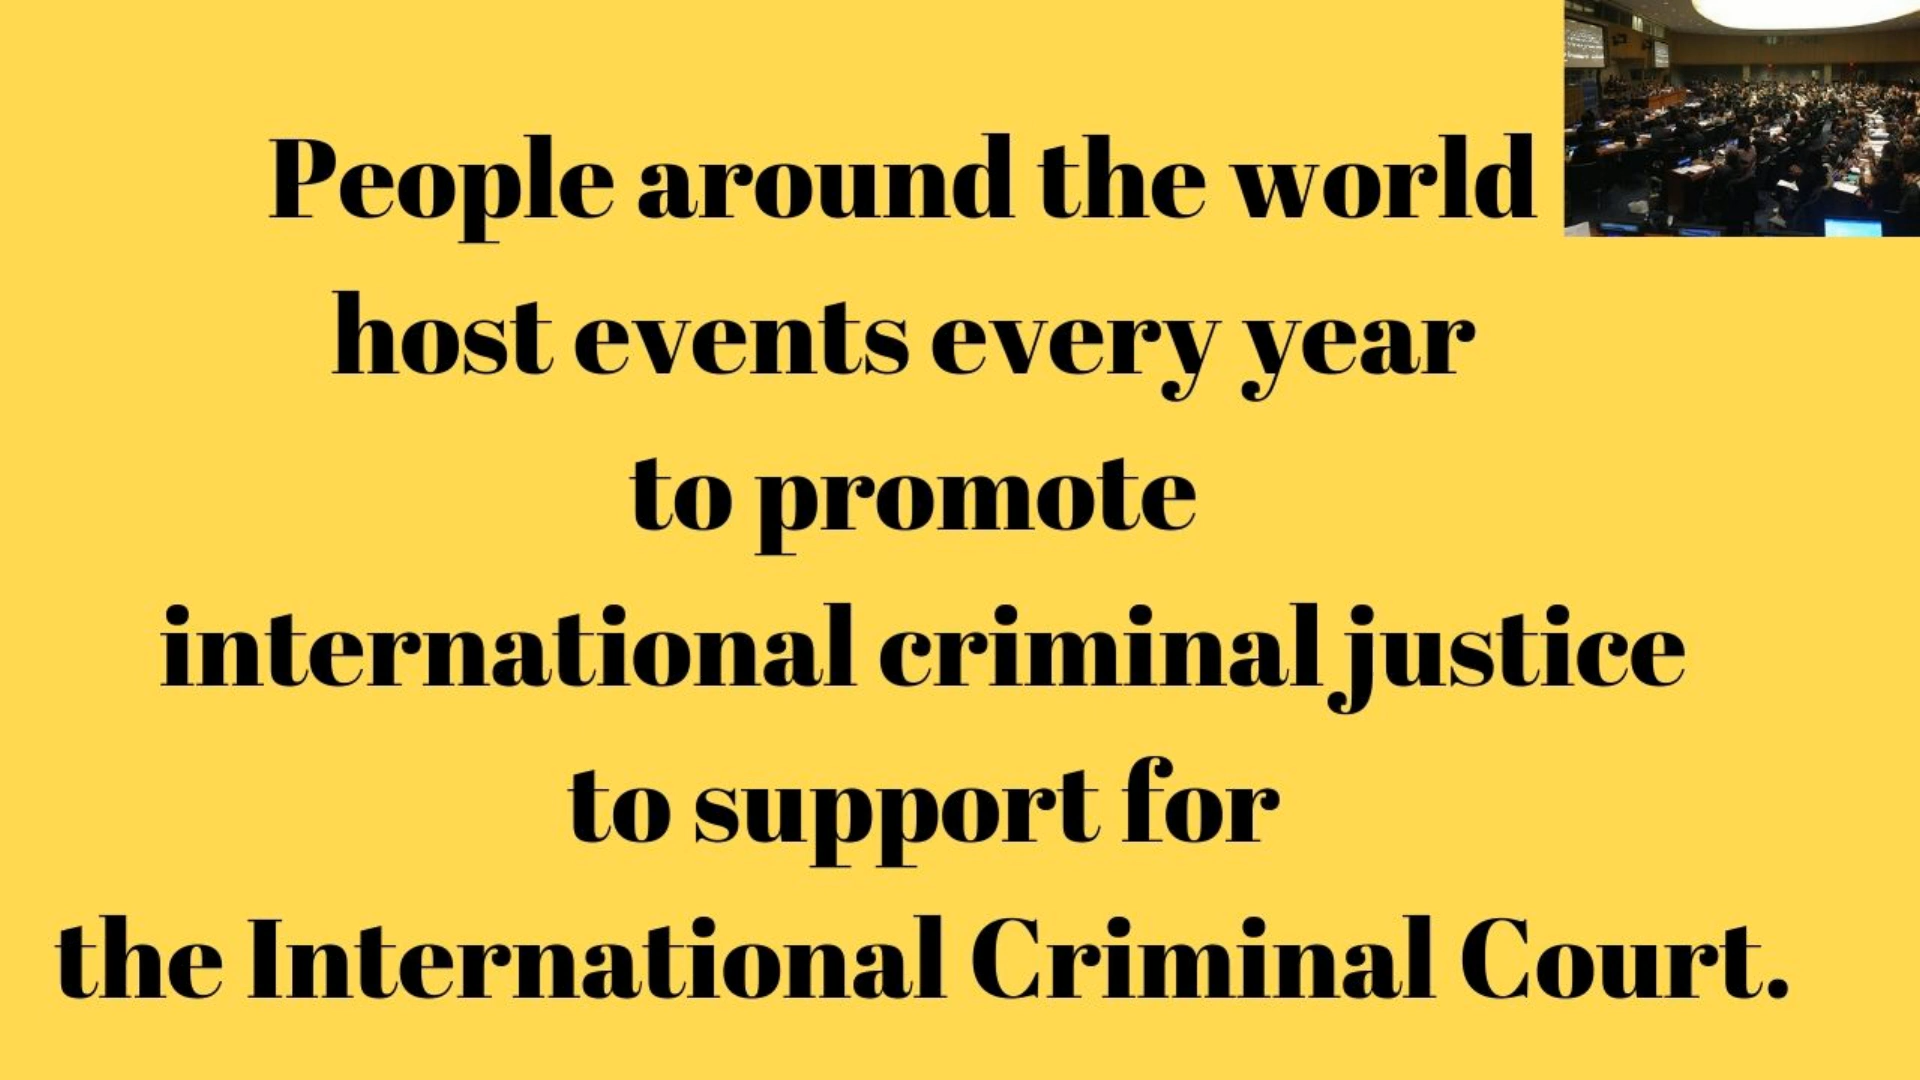 People around the world
host events every year
to promote
international criminal justice
to support for
the International Criminal Court.